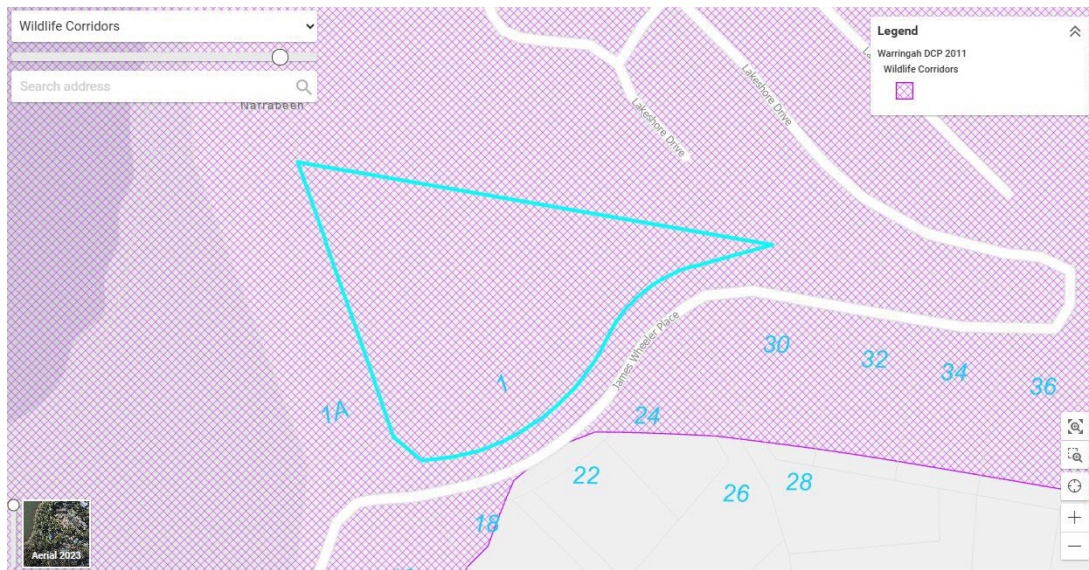 Wildlife Corridors
Search address
Narrabeen
Legend
Warringah DCP 2011
Wildlife Corridors
Lakeshore Drive
Lakeshore Drive
James Wheeler Place
1
1A
30
32
34
36
24
22
26
28
18
Aerial 2023